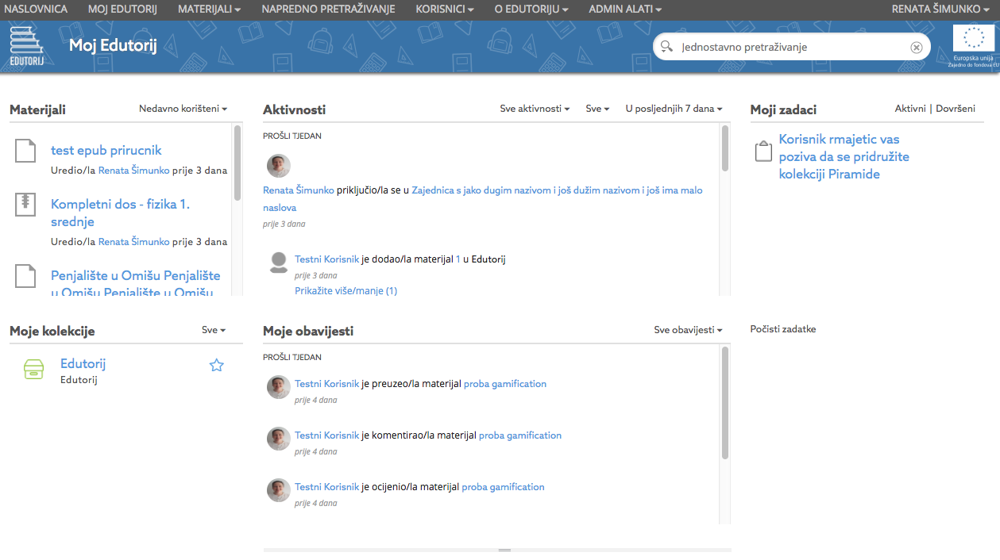 NASLOVNICA MOJ EDUTORIJ MATERIJALI NAPREDNO PRETRAŽIVANJE KORISNICI O EDUTORIJU ADMIN ALATI RENATA ŠIMUNKO
EDUTORIJ
Moj Edutorij
Jednostavno pretraživanje
Europska unija
Zajedno do fondova EU
Materijali Nedavno korišteni
test epub prirucnik
Uredio/la Renata Šimunko prije 3 dana
Kompletni dos - fizika 1.
srednje
Uredio/la Renata Šimunko prije 3 dana
Penjalište u Omišu Penjalište
u Omišu Penjalište u Omišu
Aktivnosti Sve aktivnosti Sve U posljednjih 7 dana
PROŠLI TJEDAN
Renata Šimunko priključio/la se u Zajednica s jako dugim nazivom i još dužim nazivom i još ima malo
naslova
prije 3 dana
Testni Korisnik je dodao/la materijal 1 u Edutorij
prije 3 dana
Prikažite više/manje (1)
Moji zadaci Aktivni | Dovršeni
Korisnik rmajetic vas
poziva da se pridružite
kolekciji Piramide
Moje kolekcije Sve
Edutorij
Edutorij
Moje obavijesti Sve obavijesti
PROŠLI TJEDAN
Testni Korisnik je preuzeo/la materijal proba gamification
prije 4 dana
Testni Korisnik je komentirao/la materijal proba gamification
prije 4 dana
Testni Korisnik je ocijenio/la materijal proba gamification
prije 4 dana
Počisti zadatke